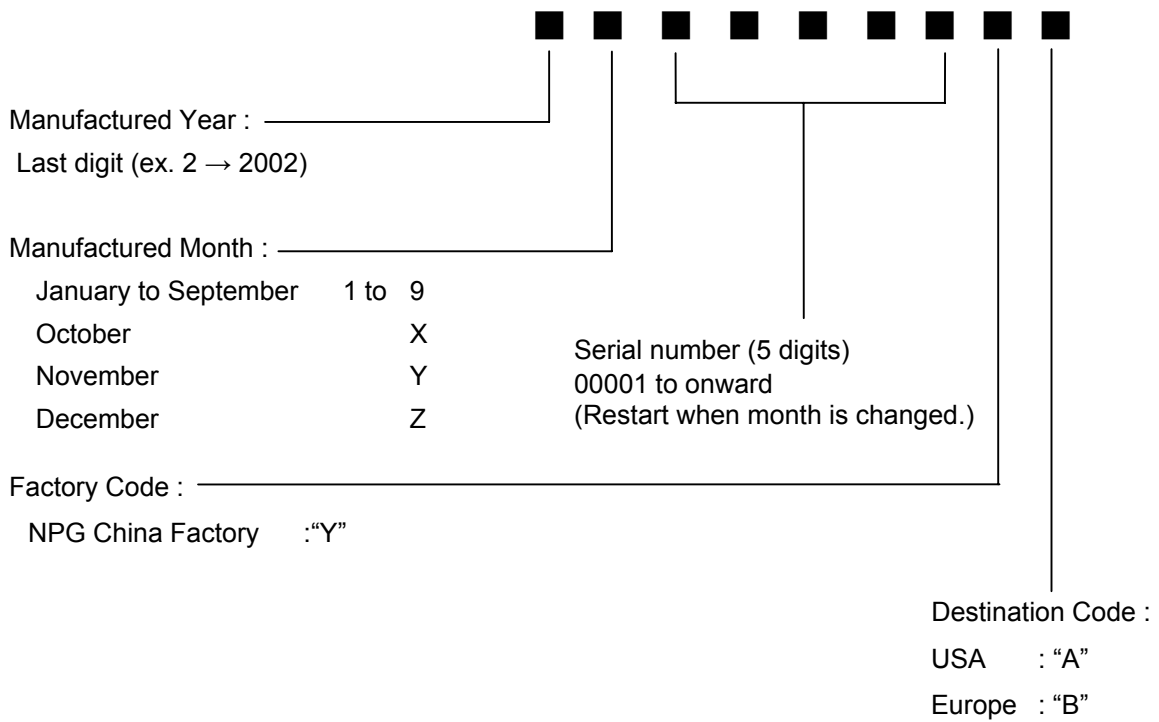 Manufactured Year :
Last digit (ex. 2 → 2002)
Manufactured Month :
January to September 1 to 9
October X
November Y
December Z
Serial number (5 digits)
00001 to onward
(Restart when month is changed.)
Factory Code :
NPG China Factory :“Y”
Destination Code :
USA : “A”
Europe : “B”